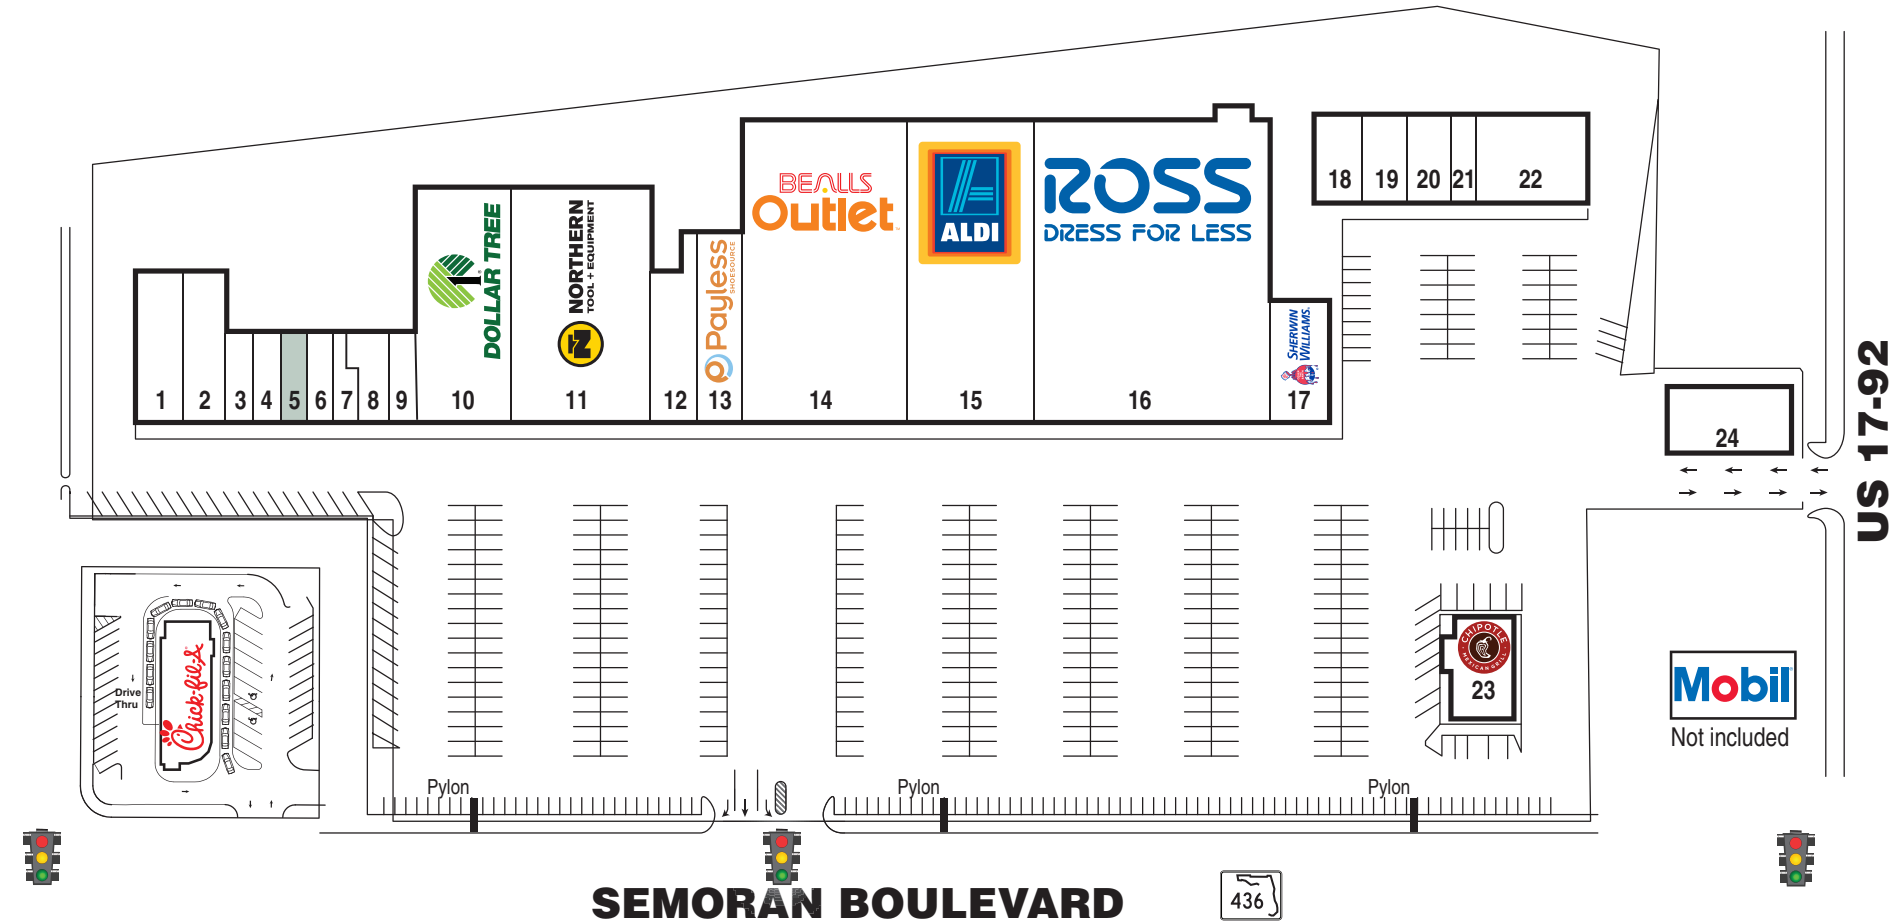 18 19 20 21 22
BEALLS
Outlet
ALDI
ROSS
DRESS FOR LESS
DOLLAR TREE
1
NORTHERN
TOOL + EQUIPMENT
N
Payless
SHOESOURCE
SHERWIN
WILLIAMS.
1 2 3 4 5 6 7 8 9 10 11 12 13 14 15 16 17
24
US 17-92
Chick-fil-A
Drive
Thru
CHIPOTLE
MEXICAN GRILL
23
Mobil
Not included
Pylon
Pylon
Pylon
SEMORAN BOULEVARD
436